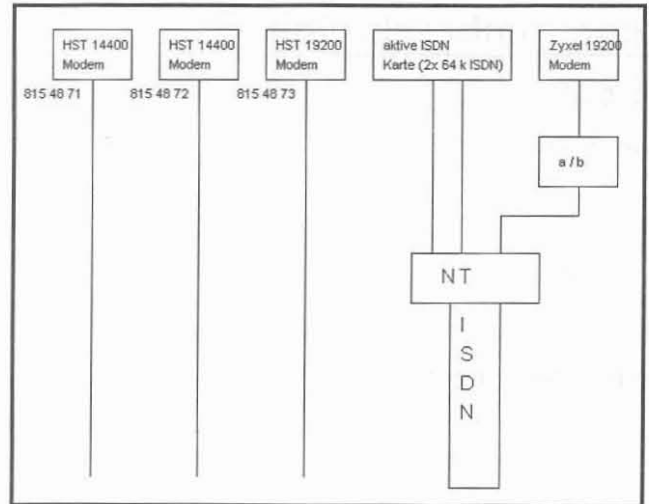 HST 14400
Modem
HST 14400
Modem
HST 19200
Modem
aktive ISDN
Karte (2x 64 k ISDN)
Zyxel 19200
Modem
815 48 71
815 48 72
815 48 73
a / b
NT
I
S
D
N